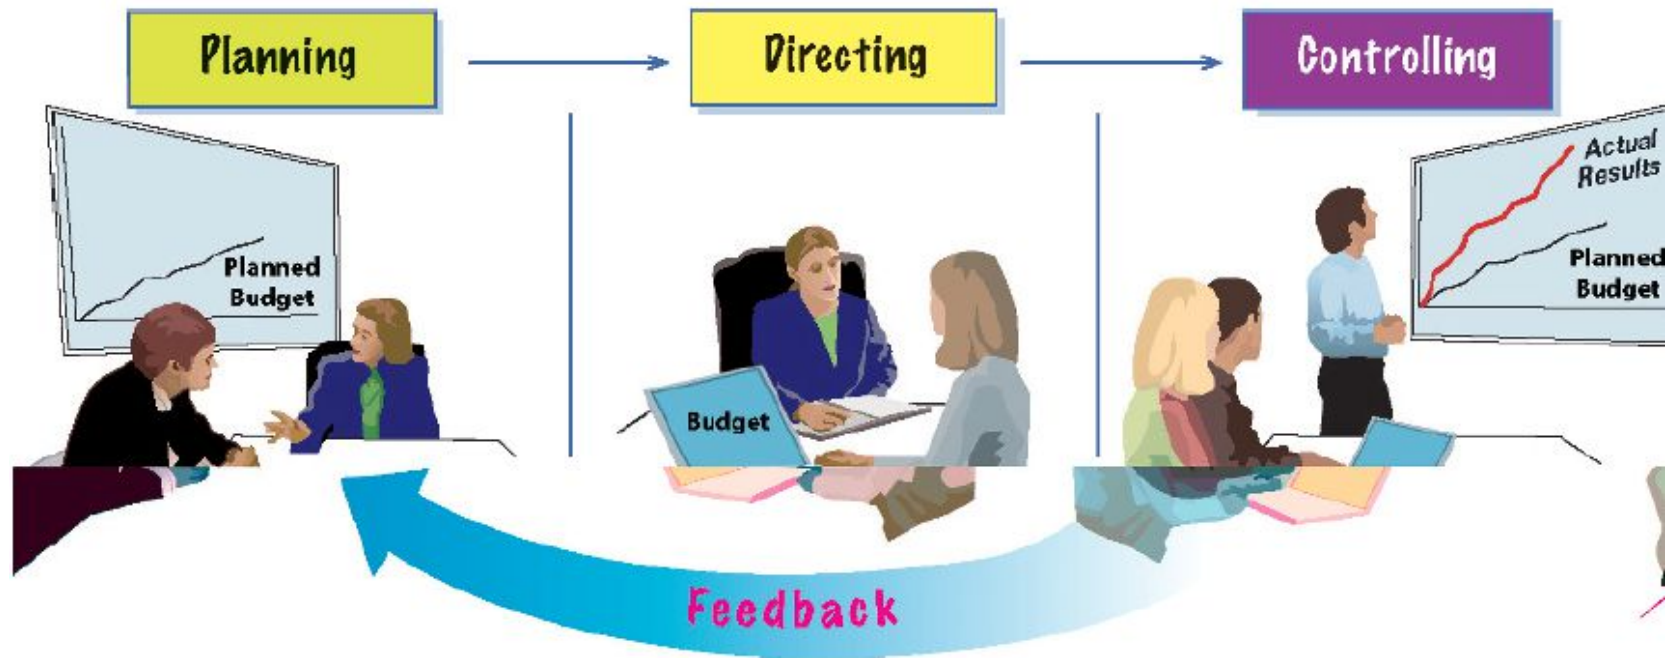 Planning
Directing
Controlling
Planned
Budget
Budget
Actual
Results
Planned
Budget
Feedback